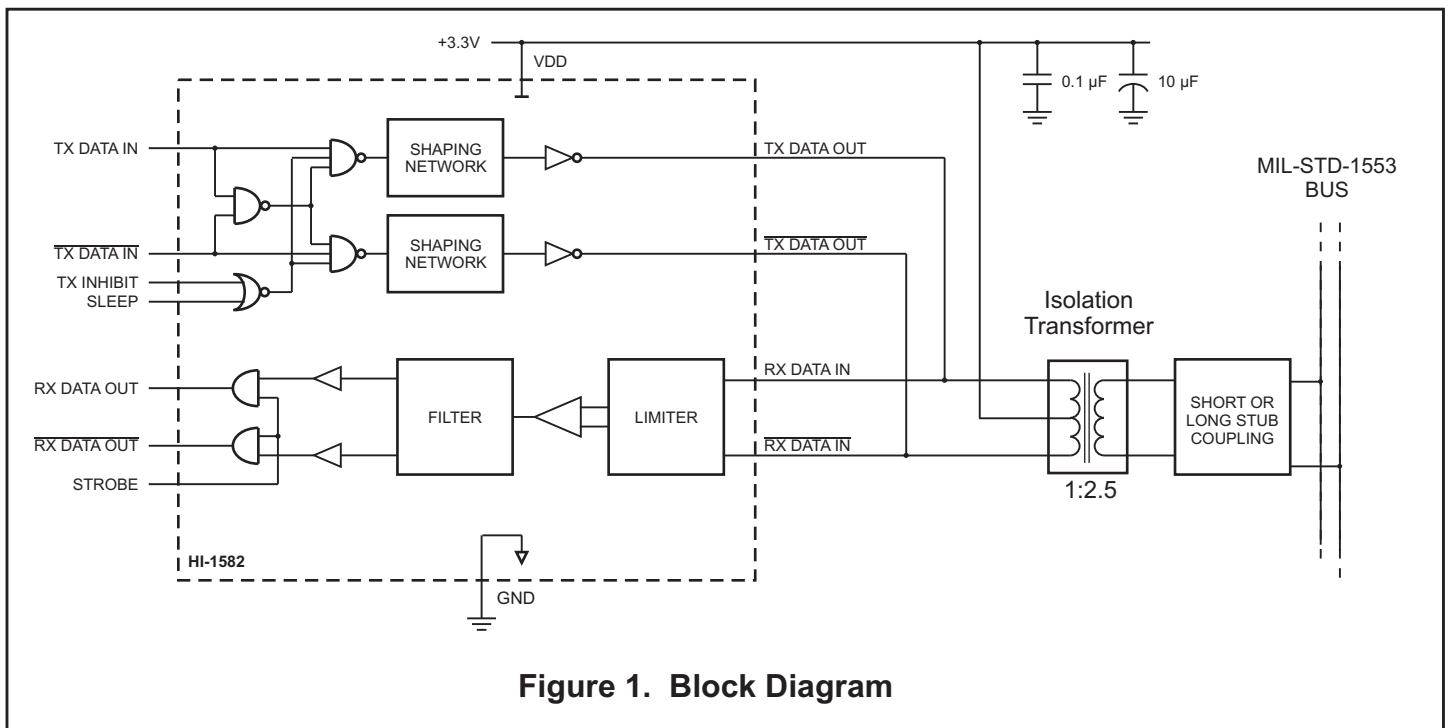 +3.3V
VDD
0.1 µF
10 µF
TX DATA IN
SHAPING
NETWORK
TX DATA OUT
MIL-STD-1553
BUS
TX DATA IN
SHAPING
NETWORK
TX DATA OUT
TX INHIBIT
SLEEP
Isolation
Transformer
RX DATA OUT
FILTER
LIMITER
RX DATA IN
SHORT OR
LONG STUB
COUPLING
RX DATA OUT
RX DATA IN
STROBE
1:2.5
HI-1582
GND
Figure 1. Block Diagram